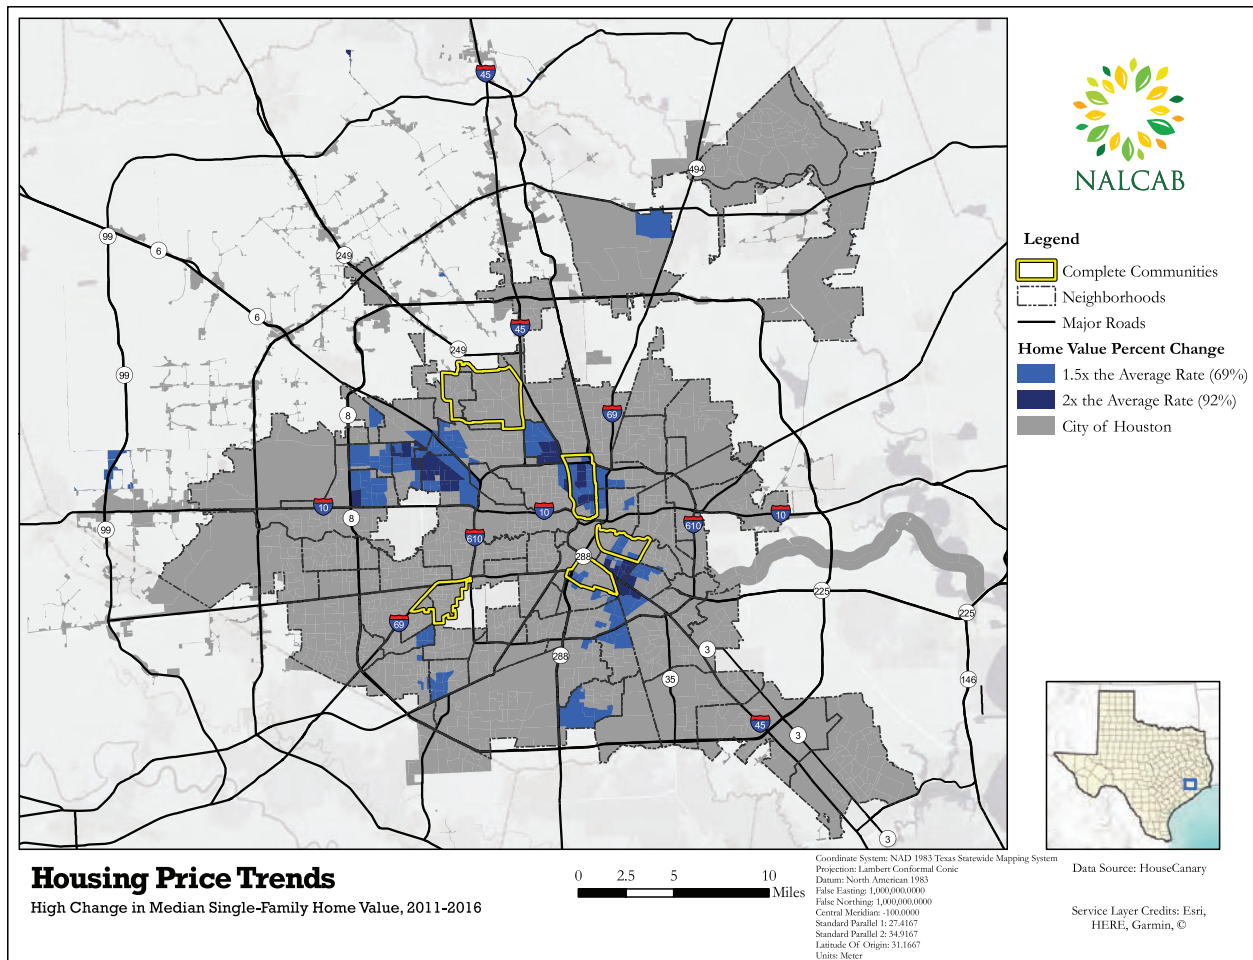 45
494
NALCAB
99
6
249
Legend
Complete Communities
Neighborhoods
Major Roads
Home Value Percent Change
1.5x the Average Rate (69%)
2x the Average Rate (92%)
City of Houston
6
45
249
99
8
69
10
8
10
610
10
99
610
288
225
225
69
3
288
35
146
45
3
3
Housing Price Trends
High Change in Median Single-Family Home Value, 2011-2016
0 2.5 5 10
Miles
Coordinate System: NAD 1983 Texas Statewide Mapping System
Projection: Lambert Conformal Conic
Datum: North American 1983
False Easting: 1,000,000.0000
False Northing: 1,000,000.0000
Central Meridian: -100.0000
Standard Parallel 1: 27.4167
Standard Parallel 2: 34.9167
Latitude Of Origin: 31.1667
Units: Meter
Data Source: HouseCanary
Service Layer Credits: Esri,
HERE, Garmin, ©